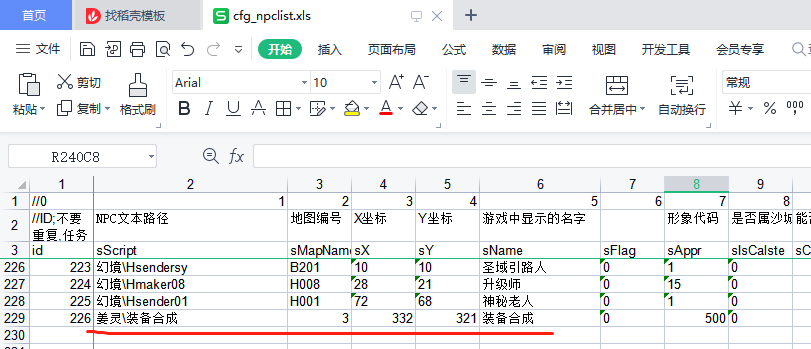 首页 找稻壳模板 cfg_npclist.xls
文件 开始 插入 页面布局 公式 数据 审阅 视图 开发工具 会员专享
剪切 Arial 10 A+ A- 常规
粘贴 复制 格式刷 B I U A A 合并居中 自动换行 ¥ % 000
R240C8 fx
1 2 3 4 5 6 7 8 9
1 //0 1 2 3 4 5 6 7 8
2 //ID;不要重复,任务 NPC文本路径 地图编号 X坐标 Y坐标 游戏中显示的名字 形象代码 是否属沙城
3 id sScript sMapName sX sY sName sFlag sAppr sIsCalste sC
226 223 幻境\Hsendersy B201 10 10 圣域引路人 0 1 0
227 224 幻境\Hmaker08 H008 28 21 升级师 0 15 0
228 225 幻境\Hsender01 H001 72 68 神秘老人 0 1 0
229 226 姜灵\装备合成 3 332 321 装备合成 0 500 0
230